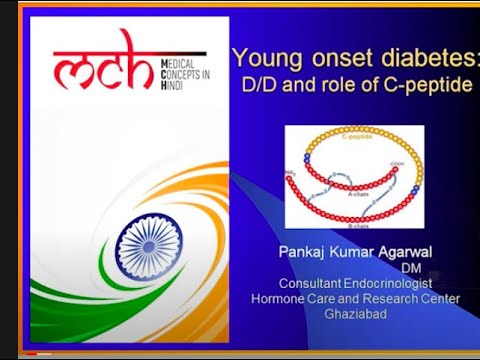 mch
MEDICAL
CONCEPTS IN
HINDI
Young onset diabetes:
D/D and role of C-peptide
C-peptide
A-chain
B-chain
Pankaj Kumar Agarwal
DM
Consultant Endocrinologist
Hormone Care and Research Center
Ghaziabad